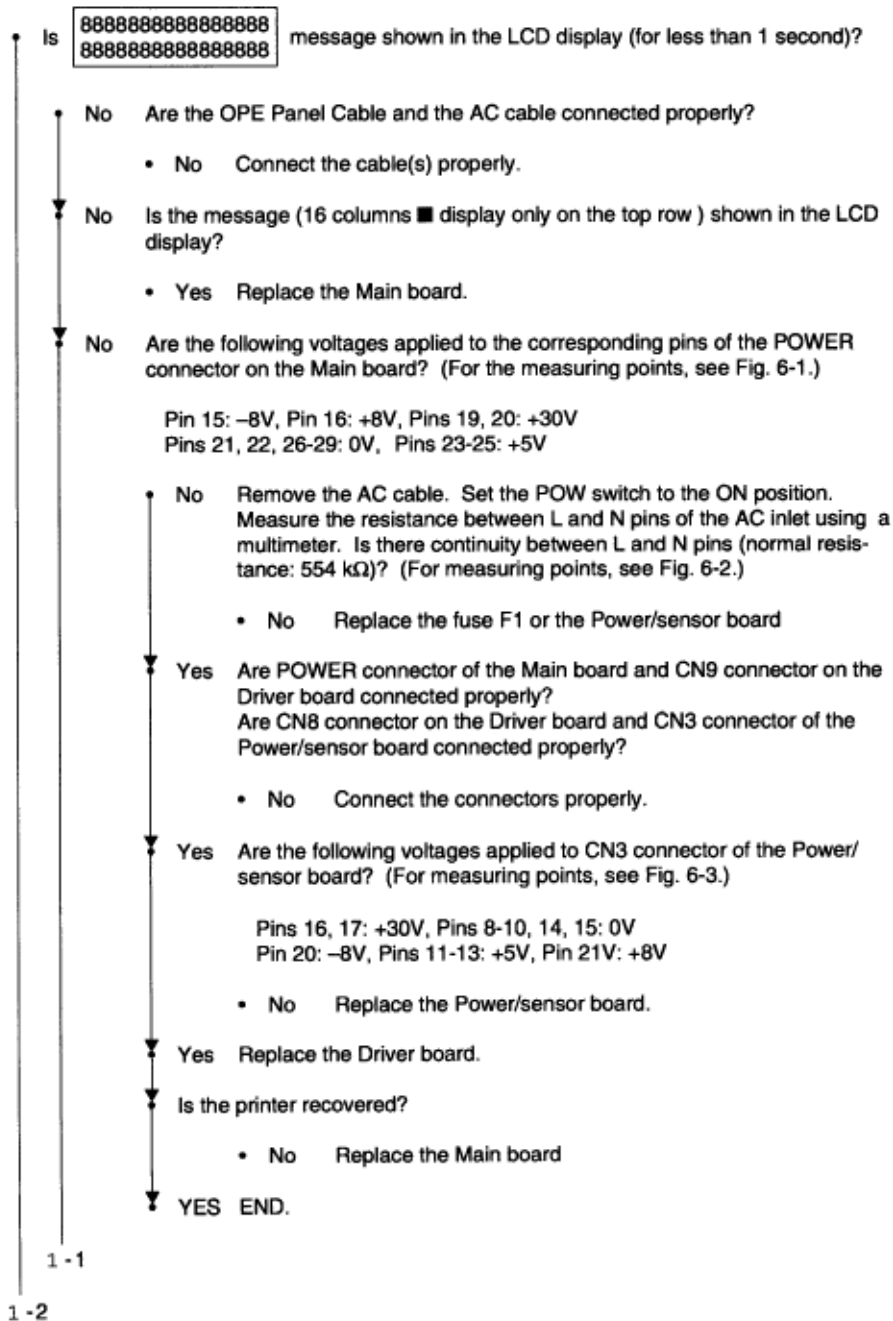 Is 8888888888888888 message shown in the LCD display (for less than 1 second)?
8888888888888888
No Are the OPE Panel Cable and the AC cable connected properly?
• No Connect the cable(s) properly.
No Is the message (16 columns ■ display only on the top row ) shown in the LCD
display?
• Yes Replace the Main board.
No Are the following voltages applied to the corresponding pins of the POWER
connector on the Main board? (For the measuring points, see Fig. 6-1.)
Pin 15: –8V, Pin 16: +8V, Pins 19, 20: +30V
Pins 21, 22, 26-29: 0V, Pins 23-25: +5V
No Remove the AC cable. Set the POW switch to the ON position.
Measure the resistance between L and N pins of the AC inlet using a
multimeter. Is there continuity between L and N pins (normal resis-
tance: 554 kΩ)? (For measuring points, see Fig. 6-2.)
• No Replace the fuse F1 or the Power/sensor board
Yes Are POWER connector of the Main board and CN9 connector on the
Driver board connected properly?
Are CN8 connector on the Driver board and CN3 connector of the
Power/sensor board connected properly?
• No Connect the connectors properly.
Yes Are the following voltages applied to CN3 connector of the Power/
sensor board? (For measuring points, see Fig. 6-3.)
Pins 16, 17: +30V, Pins 8-10, 14, 15: 0V
Pin 20: –8V, Pins 11-13: +5V, Pin 21V: +8V
• No Replace the Power/sensor board.
Yes Replace the Driver board.
Is the printer recovered?
• No Replace the Main board
YES END.
1 -1
1 -2